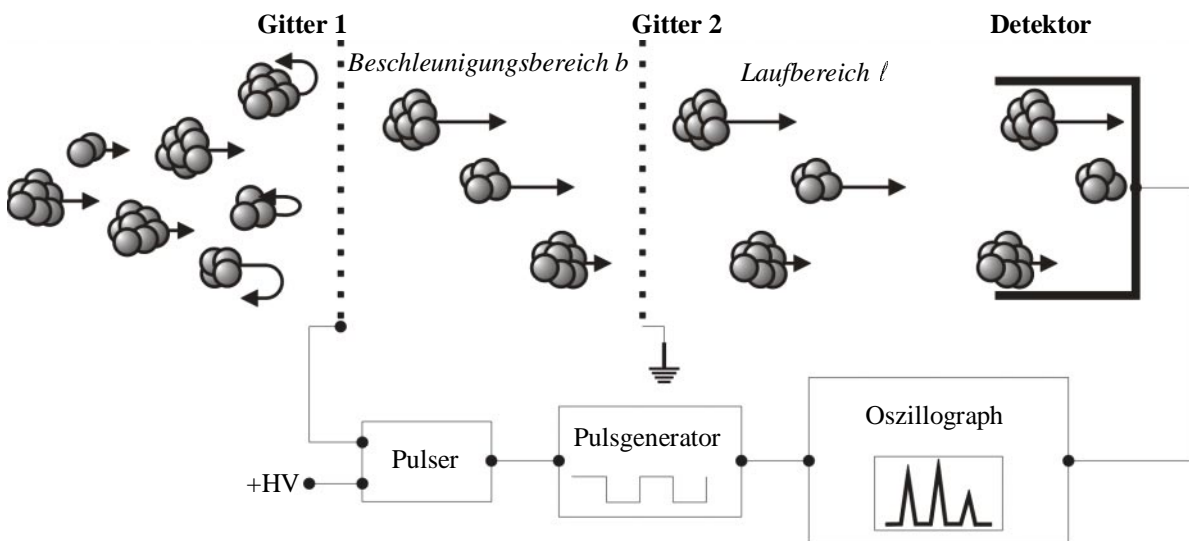 Gitter 1
Gitter 2
Detektor
Beschleunigungsbereich b
Laufbereich ℓ
Pulser
Pulsgenerator
Oszillograph
+HV